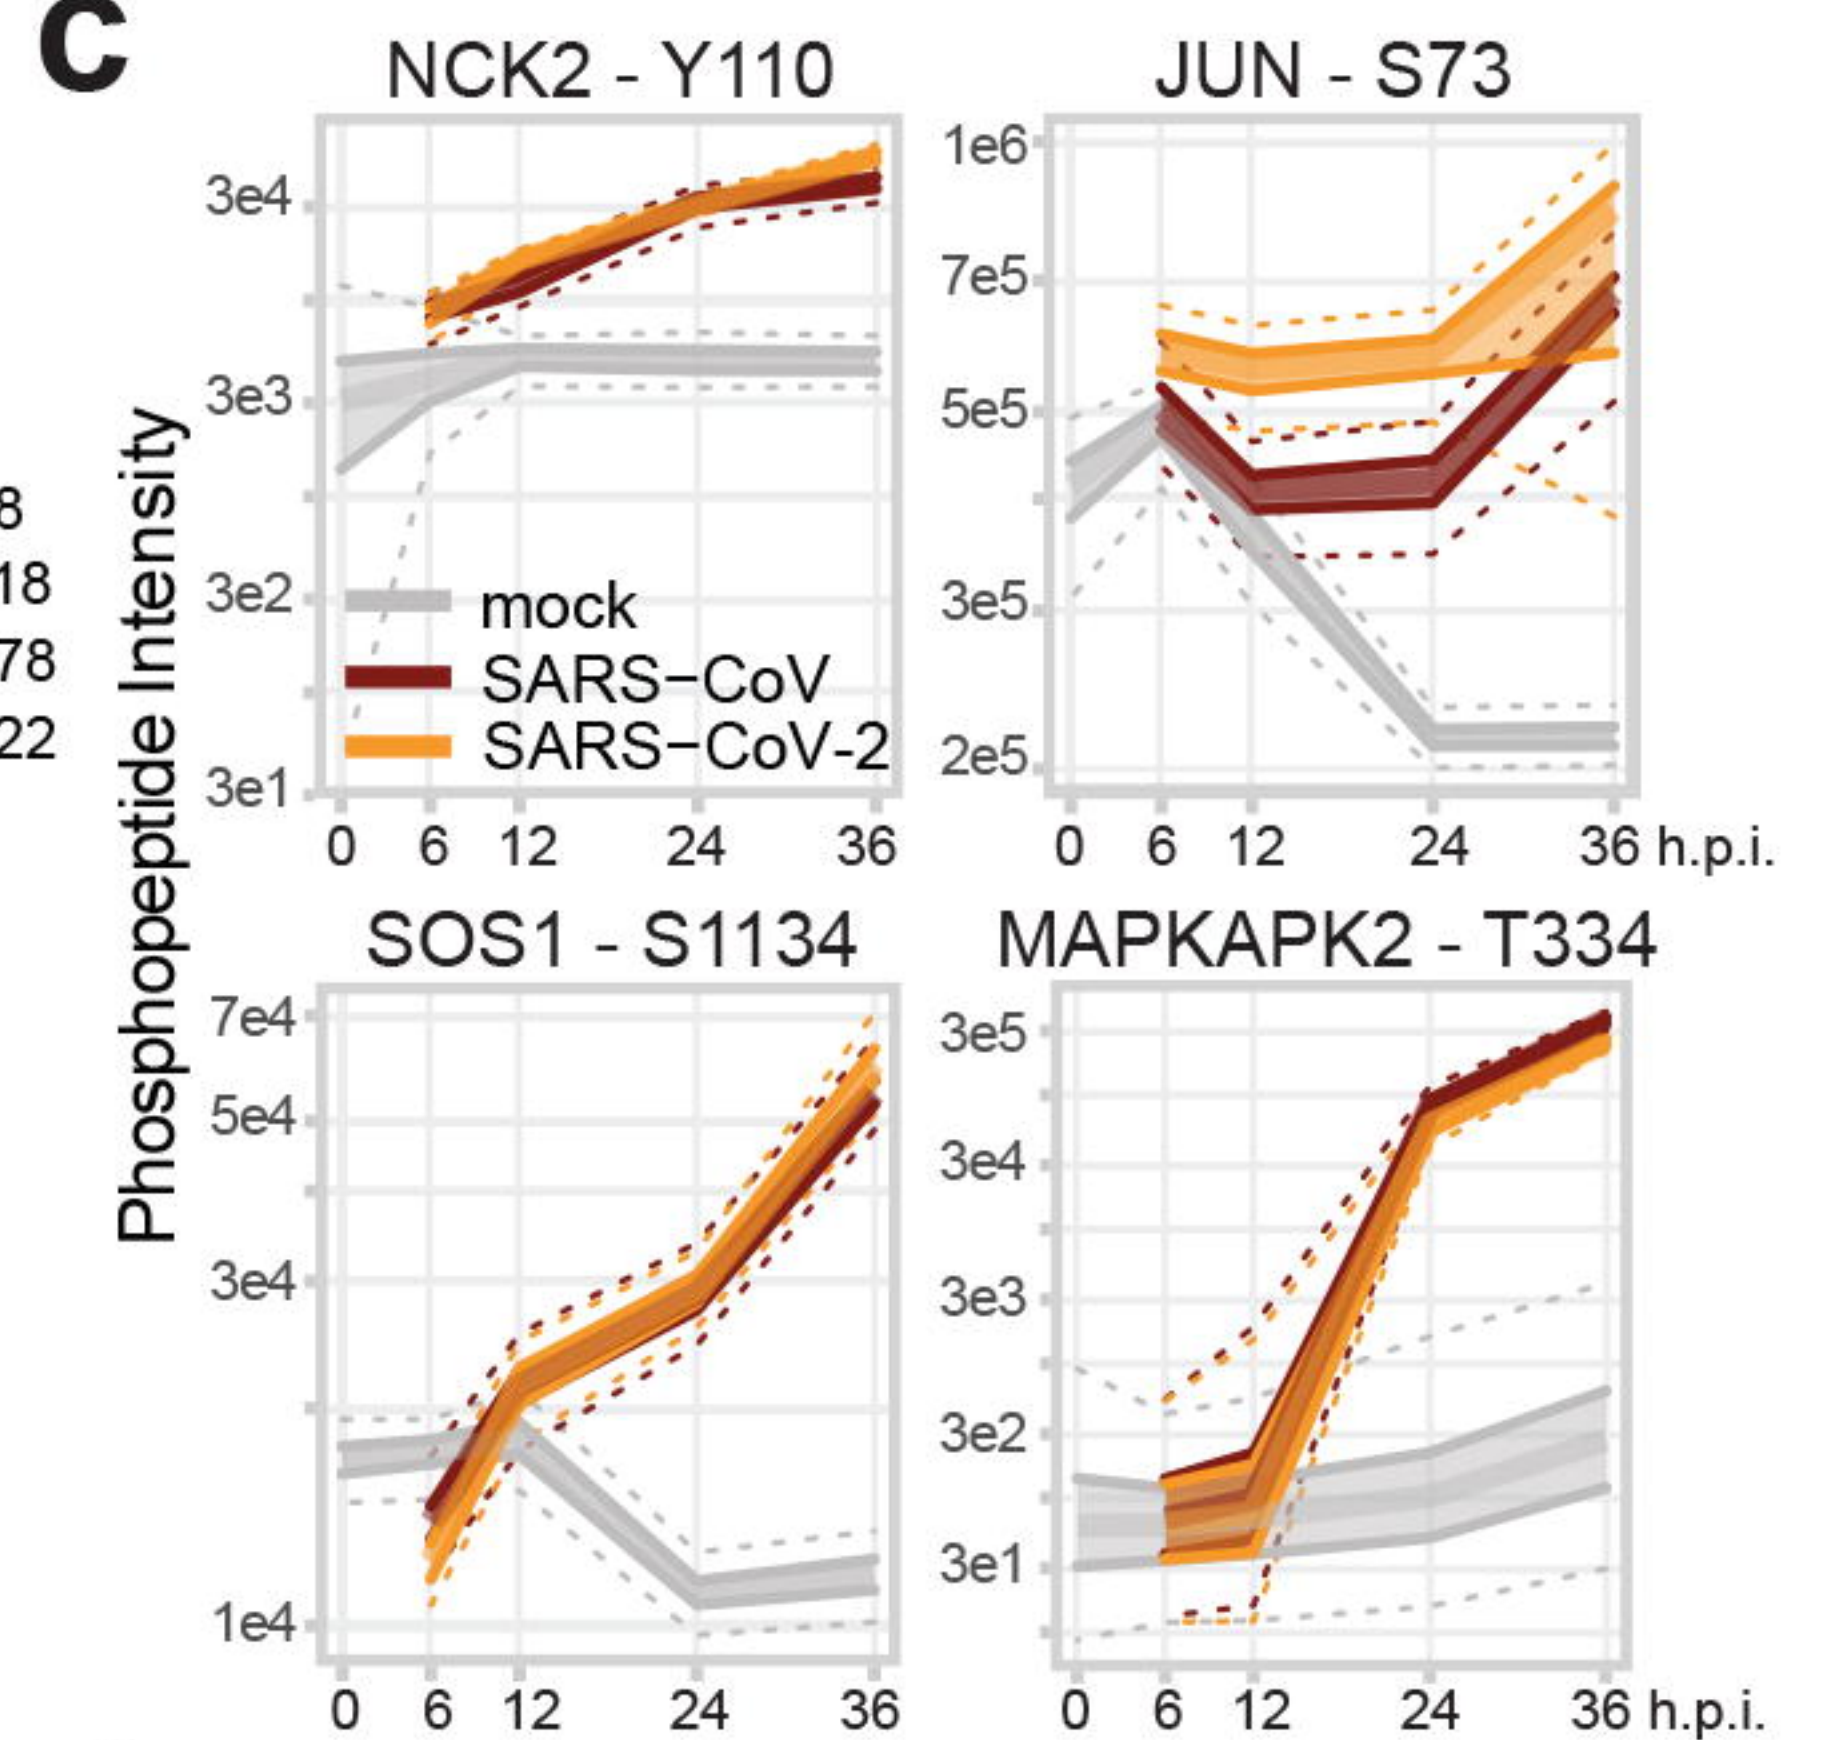 c
NCK2 - Y110
JUN - S73
8
18
78
22
Phosphopeptide Intensity
3e4
3e3
3e2
3e1
mock
SARS−CoV
SARS−CoV-2
0 6 12 24 36
1e6
7e5
5e5
3e5
2e5
0 6 12 24 36 h.p.i.
SOS1 - S1134
MAPKAPK2 - T334
7e4
5e4
3e4
1e4
0 6 12 24 36
3e5
3e4
3e3
3e2
3e1
0 6 12 24 36 h.p.i.